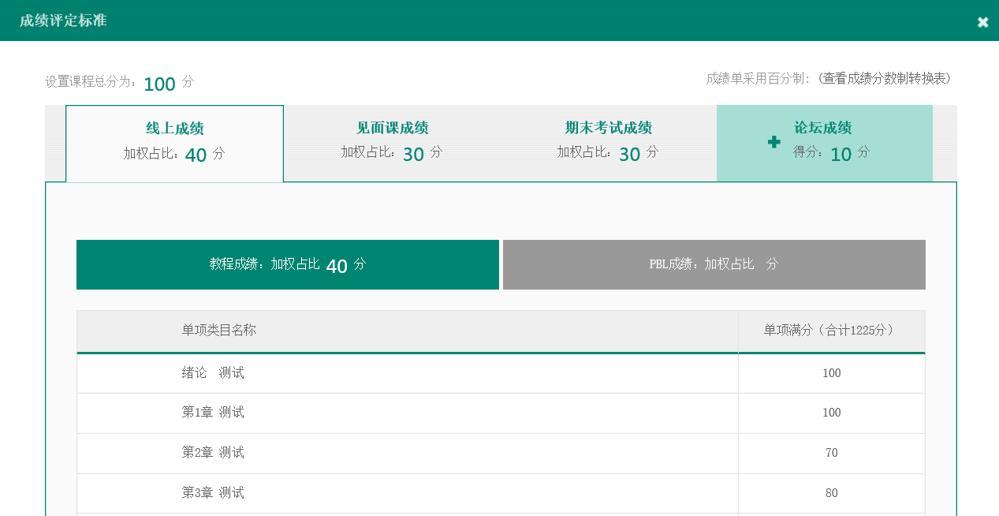 成绩评定标准
设置课程总分为: 100 分
成绩单采用百分制: (查看成绩分数制转换表)
线上成绩
加权占比: 40 分
见面课成绩
加权占比: 30 分
期末考试成绩
加权占比: 30 分
论坛成绩
得分: 10 分
教程成绩: 加权占比 40 分
PBL成绩: 加权占比 分
单项类目名称
单项满分(合计1225分)
绪论 测试
100
第1章 测试
100
第2章 测试
70
第3章 测试
80